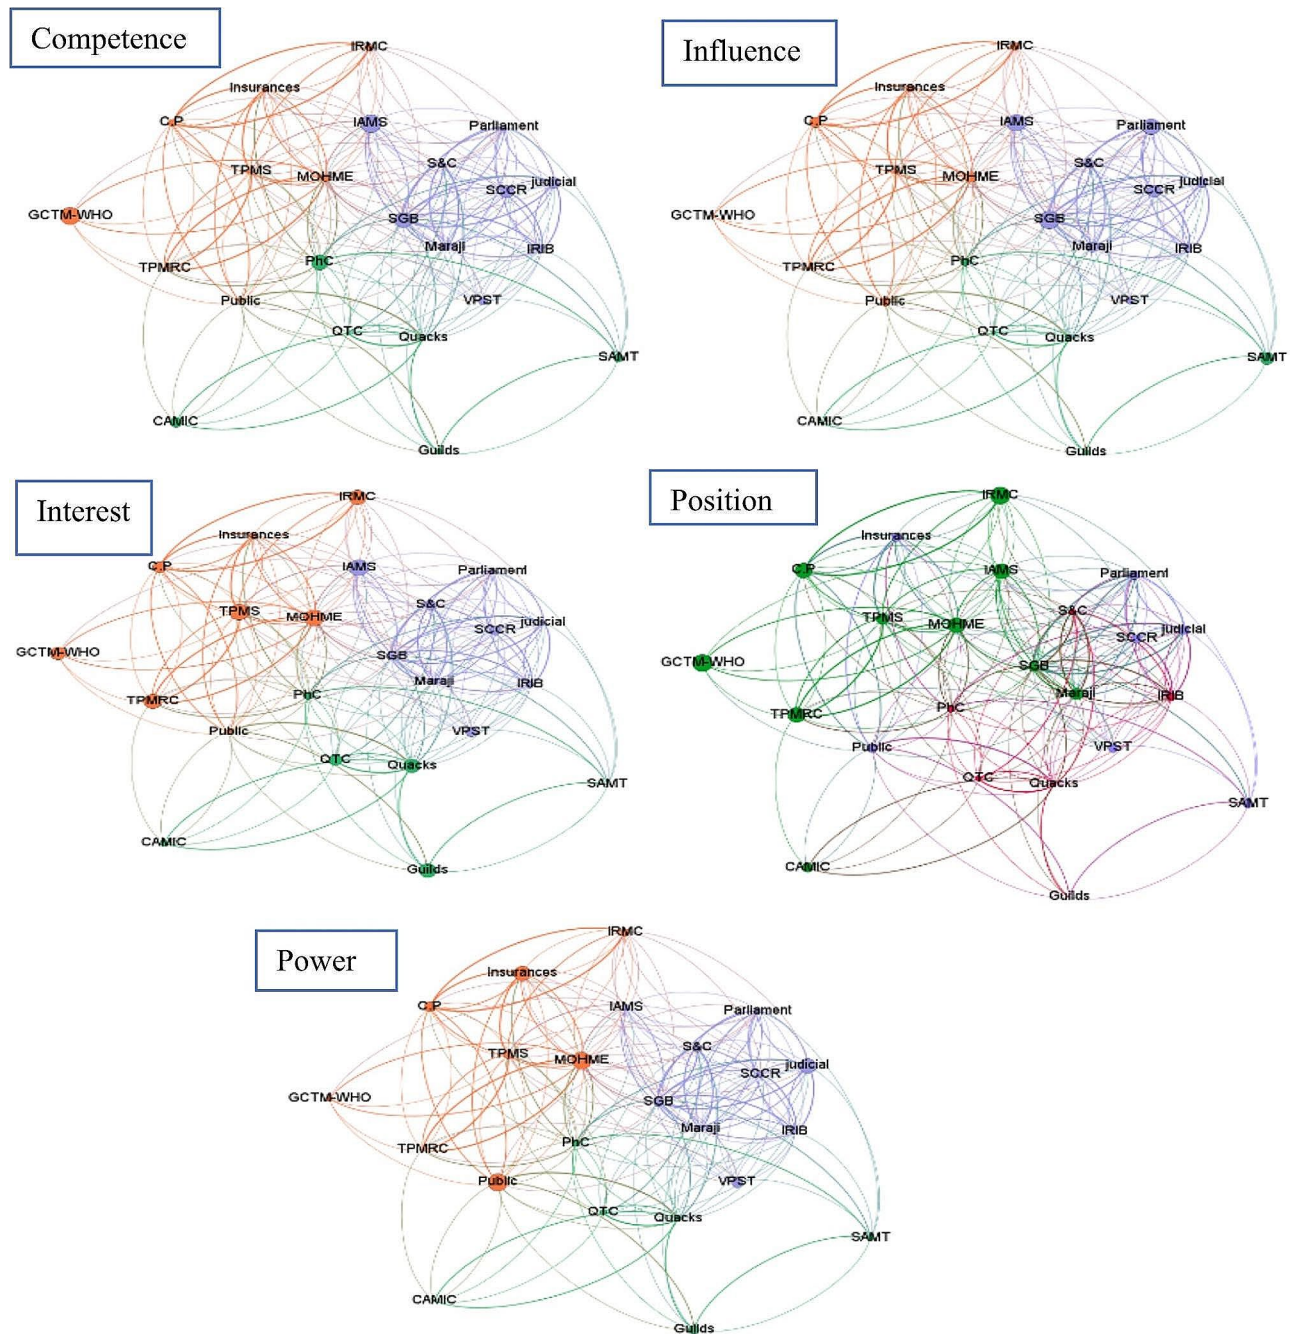 Competence
IRMC
Insurances
C.P
IAMS
Parliament
S&C
TPMS
MOHME
SCCR
judicial
GCTM-WHO
SGB
Maraji
IRIB
PhC
TPMRC
Public
VPST
QTC
Quacks
SAMT
CAMIC
Guilds
Influence
IRMC
Insurances
C.P
IAMS
Parliament
S&C
TPMS
MOHME
SCCR
judicial
GCTM-WHO
SGB
Maraji
IRIB
PhC
TPMRC
Public
VPST
QTC
Quacks
SAMT
CAMIC
Guilds
Interest
IRMC
Insurances
C.P
IAMS
Parliament
S&C
TPMS
MOHME
SCCR
judicial
GCTM-WHO
SGB
Maraji
IRIB
PhC
TPMRC
Public
VPST
QTC
Quacks
SAMT
CAMIC
Guilds
Position
IRMC
Insurances
C.P
IAMS
Parliament
S&C
TPMS
MOHME
SCCR
judicial
GCTM-WHO
SGB
Maraji
IRIB
PhC
TPMRC
Public
VPST
QTC
Quacks
SAMT
CAMIC
Guilds
Power
IRMC
Insurances
C.P
IAMS
Parliament
S&C
TPMS
MOHME
SCCR
judicial
GCTM-WHO
SGB
Maraji
IRIB
PhC
TPMRC
Public
VPST
QTC
Quacks
SAMT
CAMIC
Guilds